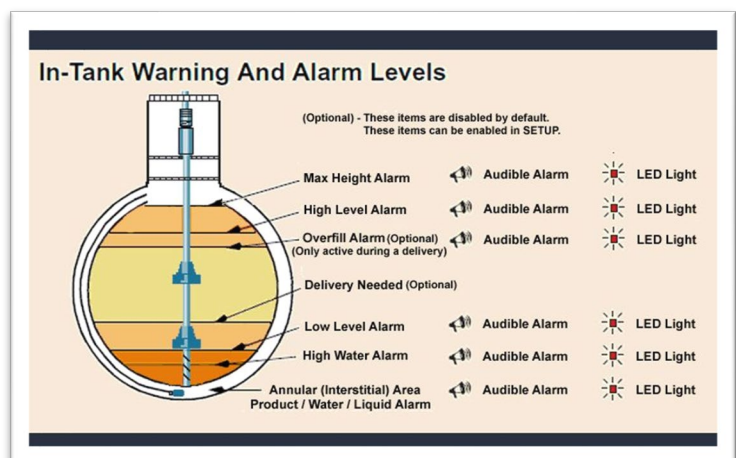 In-Tank Warning And Alarm Levels
(Optional) - These items are disabled by default.
These items can be enabled in SETUP.
Max Height Alarm Audible Alarm LED Light
High Level Alarm Audible Alarm LED Light
Overfill Alarm (Optional) Audible Alarm LED Light
(Only active during a delivery)
Delivery Needed (Optional)
Low Level Alarm Audible Alarm LED Light
High Water Alarm Audible Alarm LED Light
Annular (Interstitial) Area Audible Alarm LED Light
Product / Water / Liquid Alarm